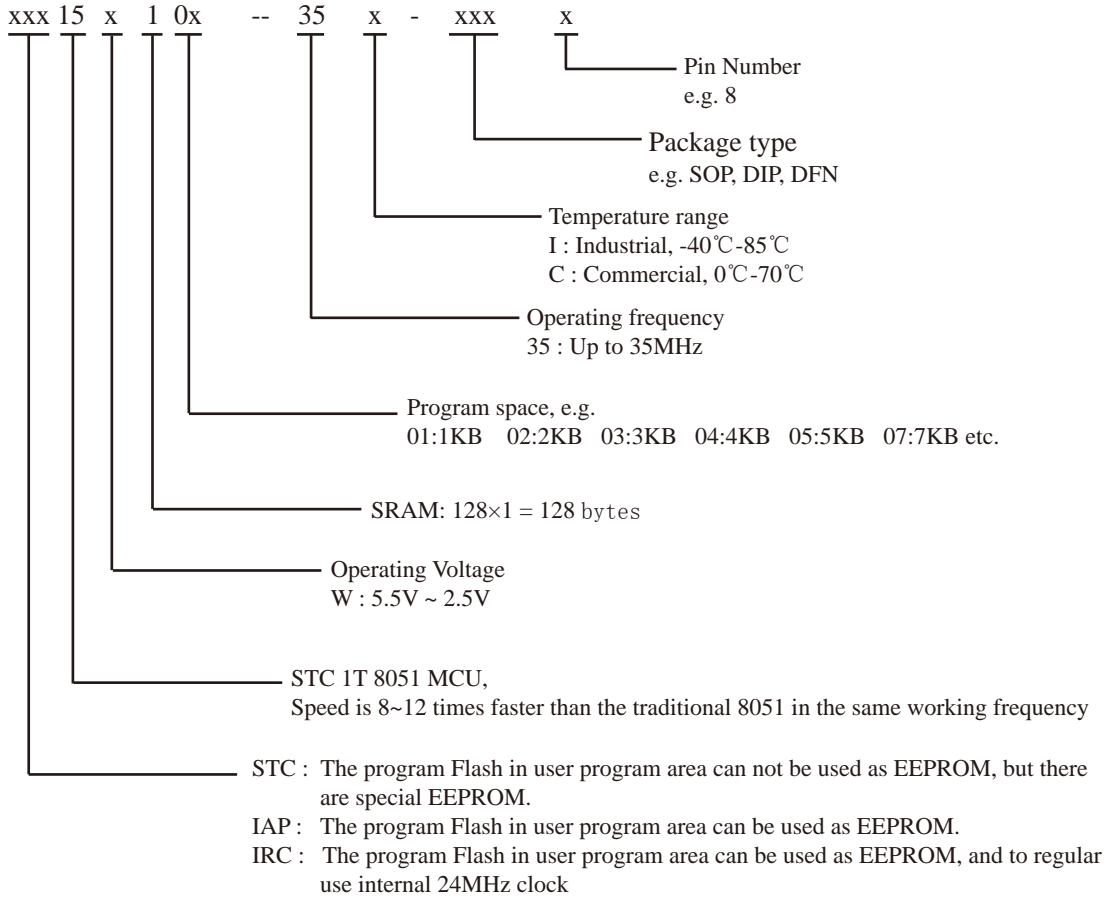 xxx 15 x 1 0x -- 35 x - xxx x
Pin Number
e.g. 8
Package type
e.g. SOP, DIP, DFN
Temperature range
I : Industrial, -40℃-85℃
C : Commercial, 0℃-70℃
Operating frequency
35 : Up to 35MHz
Program space, e.g.
01:1KB 02:2KB 03:3KB 04:4KB 05:5KB 07:7KB etc.
SRAM: 128×1 = 128 bytes
Operating Voltage
W : 5.5V ~ 2.5V
STC 1T 8051 MCU,
Speed is 8~12 times faster than the traditional 8051 in the same working frequency
STC : The program Flash in user program area can not be used as EEPROM, but there
are special EEPROM.
IAP : The program Flash in user program area can be used as EEPROM.
IRC : The program Flash in user program area can be used as EEPROM, and to regular
use internal 24MHz clock